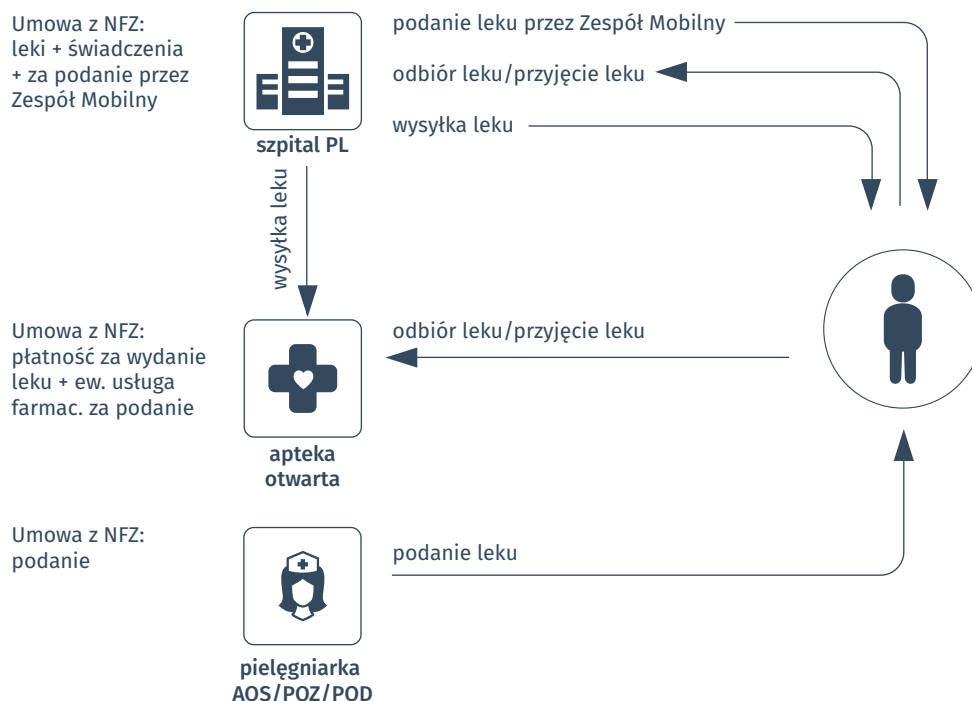 Umowa z NFZ:
leki + świadczenia
+ za podanie przez
Zespół Mobilny
szpital PL
podanie leku przez Zespół Mobilny
odbiór leku/przyjęcie leku
wysyłka leku
wysyłka leku
Umowa z NFZ:
płatność za wydanie
leku + ew. usługa
farmac. za podanie
apteka
otwarta
odbiór leku/przyjęcie leku
Umowa z NFZ:
podanie
pielęgniarka
AOS/POZ/POD
podanie leku